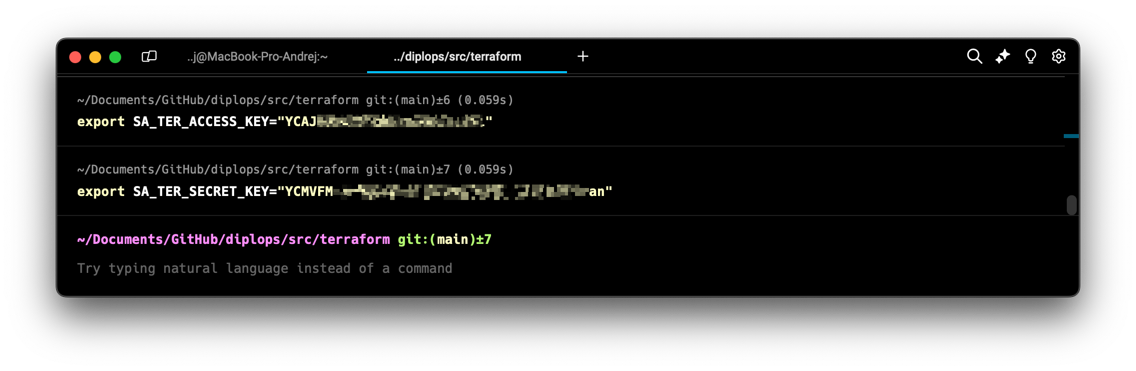 ..j@MacBook-Pro-Andrej:~
../diplops/src/terraform
~/Documents/GitHub/diplops/src/terraform git:(main)±6 (0.059s)
export SA_TER_ACCESS_KEY="YCAJ"
~/Documents/GitHub/diplops/src/terraform git:(main)±7 (0.059s)
export SA_TER_SECRET_KEY="YCMVFM an"
~/Documents/GitHub/diplops/src/terraform git:(main)±7
Try typing natural language instead of a command